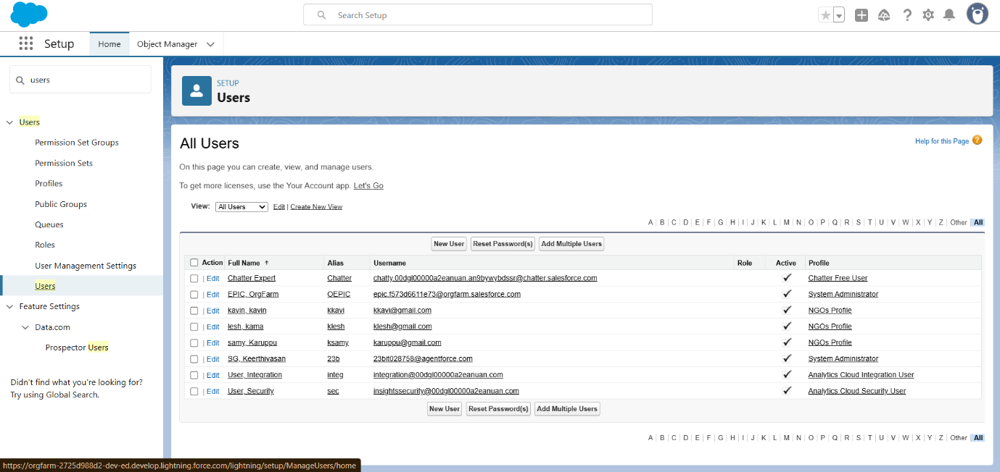 Search Setup
Setup Home Object Manager
users
Users
Permission Set Groups
Permission Sets
Profiles
Public Groups
Queues
Roles
User Management Settings
Users
Feature Settings
Data.com
Prospector Users
Didn't find what you're looking for?
Try using Global Search.
SETUP
Users
All Users
Help for this Page ?
On this page you can create, view, and manage users.
To get more licenses, use the Your Account app. Let's Go
View: All Users Edit | Create New View
A | B | C | D | E | F | G | H | I | J | K | L | M | N | O | P | Q | R | S | T | U | V | W | X | Y | Z | Other | All
New User Reset Password(s) Add Multiple Users
Action Full Name ↑ Alias Username Role Active Profile
| Edit Chatter Expert Chatter chatty.00dgl00000a2eanuan.an9bywybdssr@chatter.salesforce.com ✓ Chatter Free User
| Edit EPIC, OrgFarm OEPIC epic.f573d6611e73@orgfarm.salesforce.com ✓ System Administrator
| Edit kavin, kavin kkavi kkavi@gmail.com ✓ NGOs Profile
| Edit lesh, kama klesh klesh@gmail.com ✓ NGOs Profile
| Edit samy, Karuppu ksamy karuppu@gmail.com ✓ NGOs Profile
| Edit SG, Keerthivasan 23b 23bit028758@agentforce.com ✓ System Administrator
| Edit User, Integration integ integration@00dgl00000a2eanuan.com ✓ Analytics Cloud Integration User
| Edit User, Security sec insightssecurity@00dgl00000a2eanuan.com ✓ Analytics Cloud Security User
New User Reset Password(s) Add Multiple Users
A | B | C | D | E | F | G | H | I | J | K | L | M | N | O | P | Q | R | S | T | U | V | W | X | Y | Z | Other | All
https://orgfarm-2725d988d2-dev-ed.develop.lightning.force.com/lightning/setup/ManageUsers/home